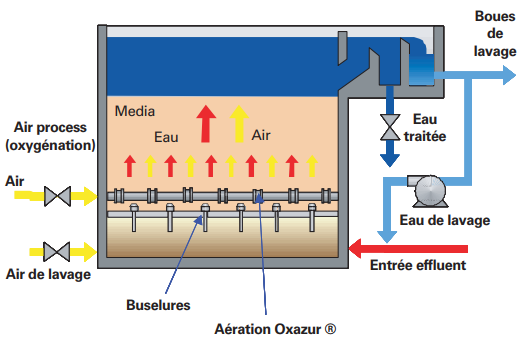 Boues
de
lavage
Media
Eau
Air
Air process
(oxygénation)
Eau
traitée
Air
Eau de lavage
Air de lavage
Entrée effluent
Buselures
Aération Oxazur ®